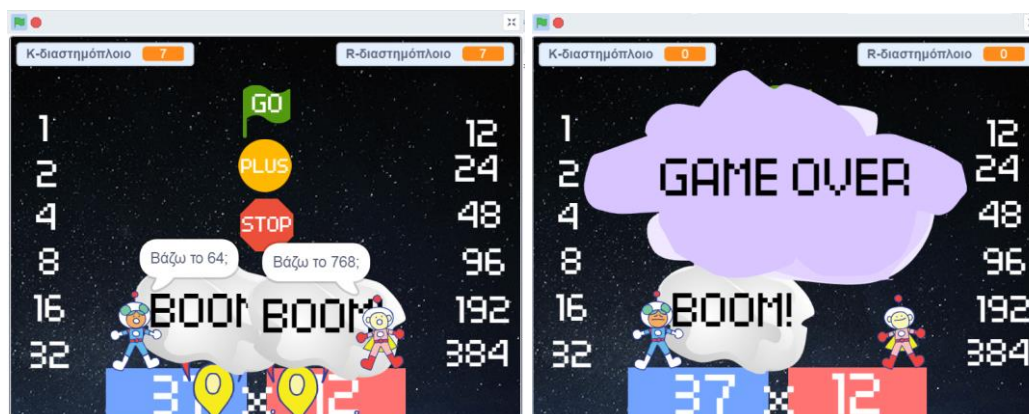 K-διαστημόπλοιο 7 R-διαστημόπλοιο 7
GO
1 12
2 PLUS 24
4 STOP 48
8 Βάζω το 64; Βάζω το 768; 96
16 BOOM! 192
32 384
x 12
K-διαστημόπλοιο 0 R-διαστημόπλοιο 0
1 12
2 GAME OVER 24
4 48
8 96
16 BOOM! 192
32 384
37 x 12